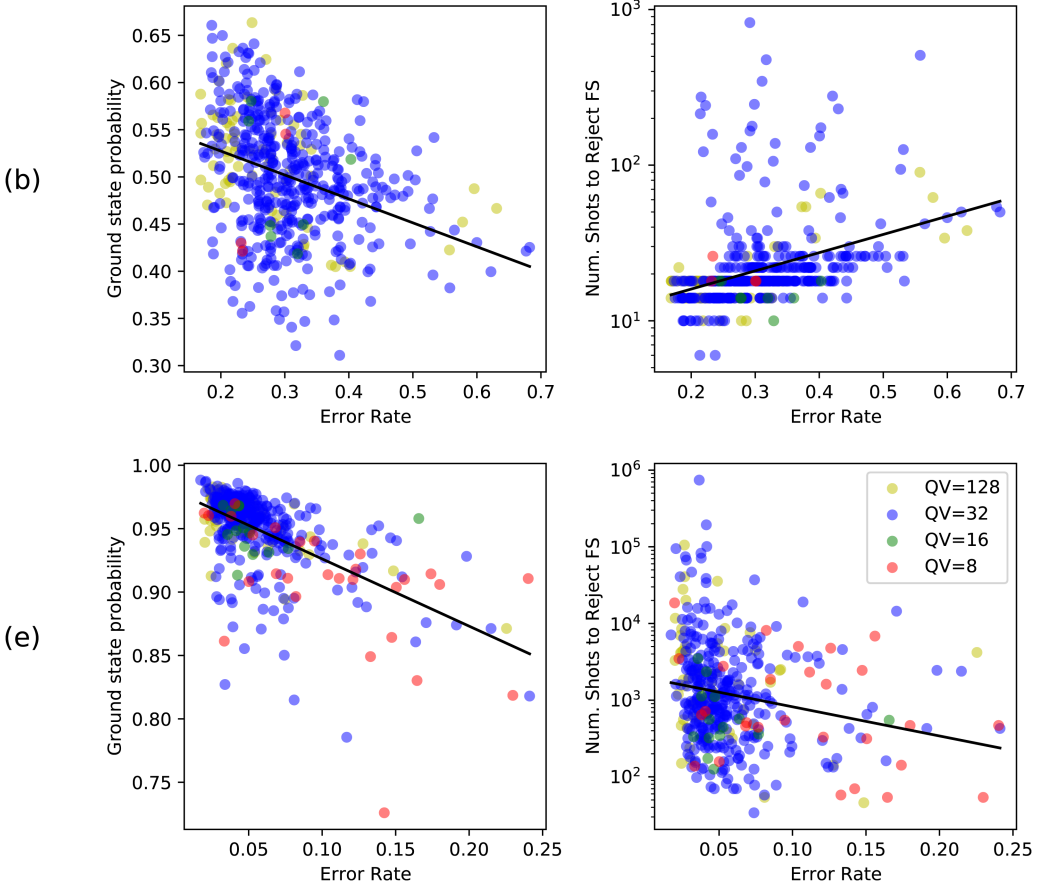 (b)
Ground state probability
0.65
0.60
0.55
0.50
0.45
0.40
0.35
0.30
0.2 0.3 0.4 0.5 0.6 0.7
Error Rate
Num. Shots to Reject FS
10³
10²
10¹
0.2 0.3 0.4 0.5 0.6 0.7
Error Rate
(e)
Ground state probability
1.00
0.95
0.90
0.85
0.80
0.75
0.05 0.10 0.15 0.20 0.25
Error Rate
Num. Shots to Reject FS
10⁶
10⁵
10⁴
10³
10²
0.05 0.10 0.15 0.20 0.25
Error Rate
QV=128
QV=32
QV=16
QV=8